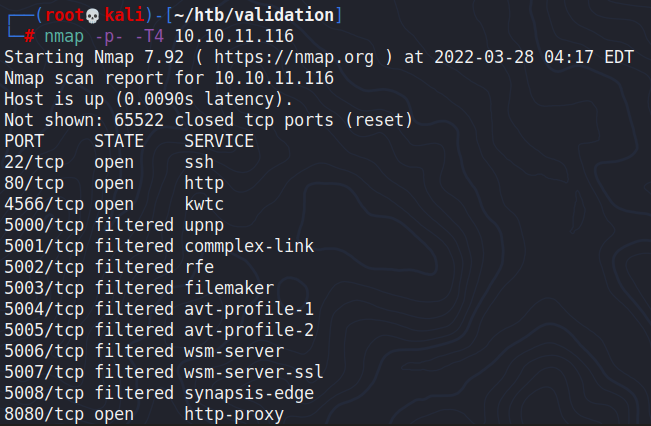 ┌──(root💀kali)-[~/htb/validation]
└─# nmap -p- -T4 10.10.11.116
Starting Nmap 7.92 ( https://nmap.org ) at 2022-03-28 04:17 EDT
Nmap scan report for 10.10.11.116
Host is up (0.0090s latency).
Not shown: 65522 closed tcp ports (reset)
PORT     STATE    SERVICE
22/tcp   open     ssh
80/tcp   open     http
4566/tcp open     kwtc
5000/tcp filtered upnp
5001/tcp filtered commplex-link
5002/tcp filtered rfe
5003/tcp filtered filemaker
5004/tcp filtered avt-profile-1
5005/tcp filtered avt-profile-2
5006/tcp filtered wsm-server
5007/tcp filtered wsm-server-ssl
5008/tcp filtered synapsis-edge
8080/tcp open     http-proxy